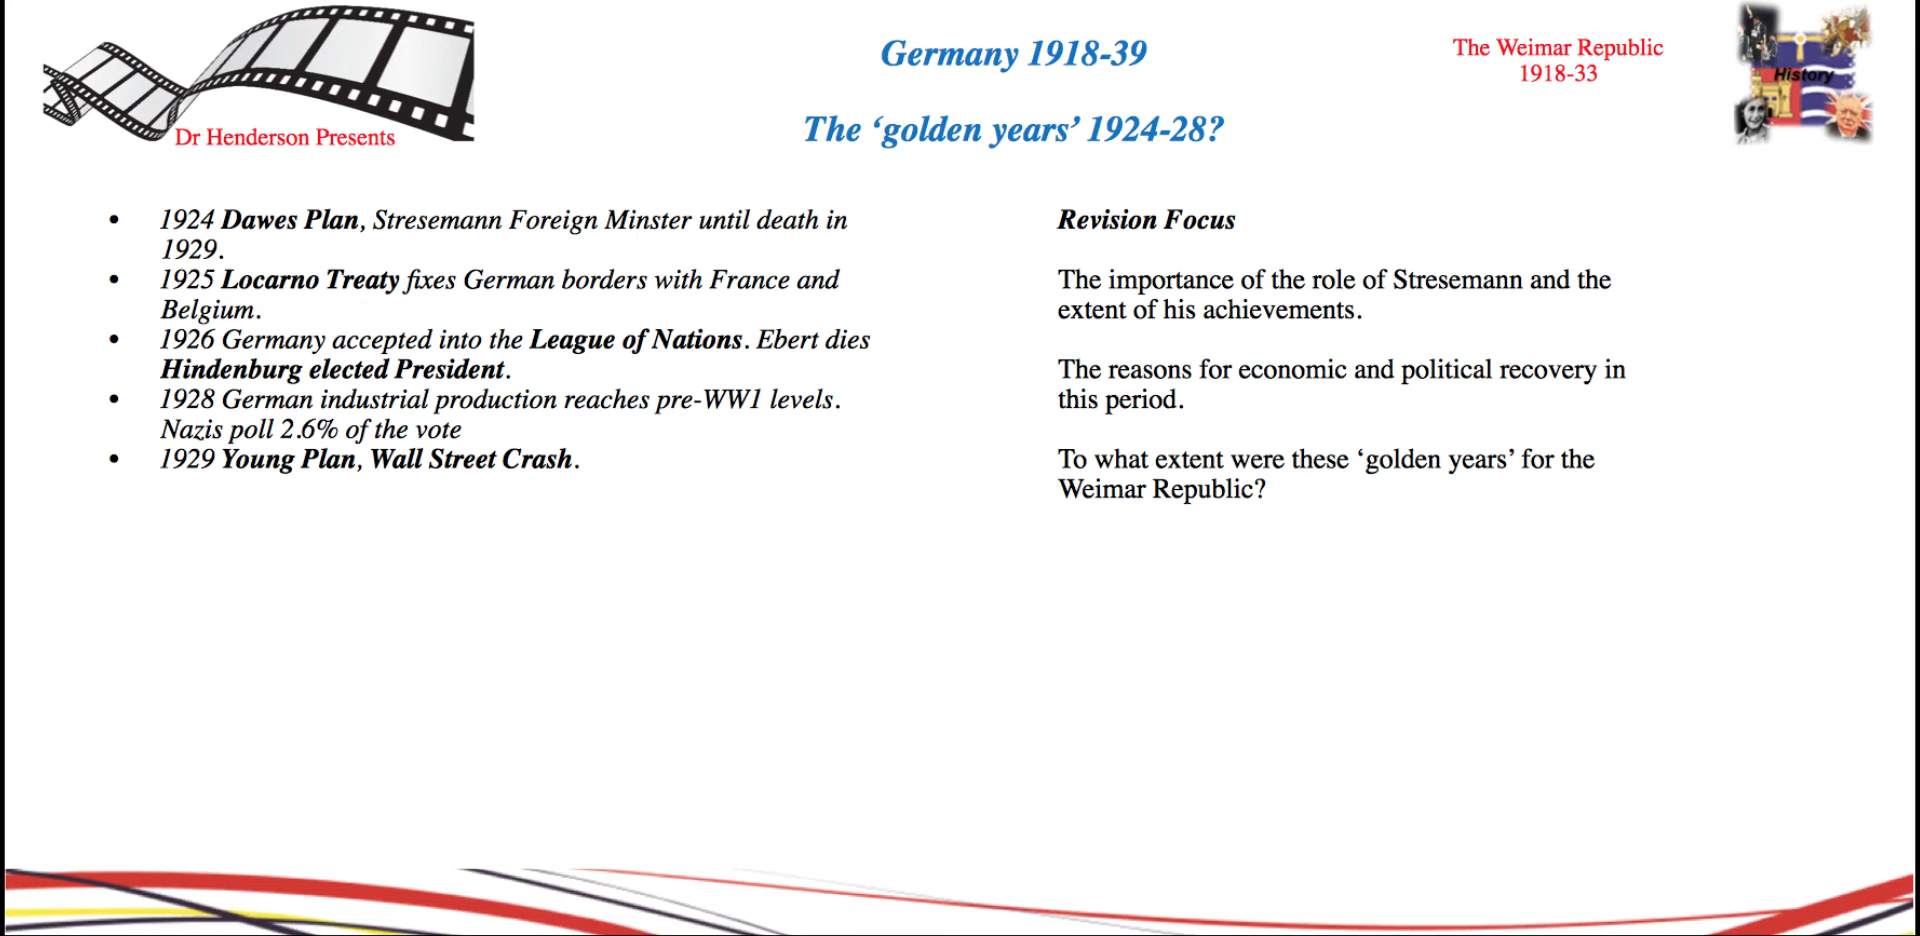 Germany 1918-39
The ‘golden years’ 1924-28?
The Weimar Republic
1918-33
History
Dr Henderson Presents
• 1924 Dawes Plan, Stresemann Foreign Minster until death in
1929.
• 1925 Locarno Treaty fixes German borders with France and
Belgium.
• 1926 Germany accepted into the League of Nations. Ebert dies
Hindenburg elected President.
• 1928 German industrial production reaches pre-WW1 levels.
Nazis poll 2.6% of the vote
• 1929 Young Plan, Wall Street Crash.
Revision Focus
The importance of the role of Stresemann and the
extent of his achievements.
The reasons for economic and political recovery in
this period.
To what extent were these ‘golden years’ for the
Weimar Republic?